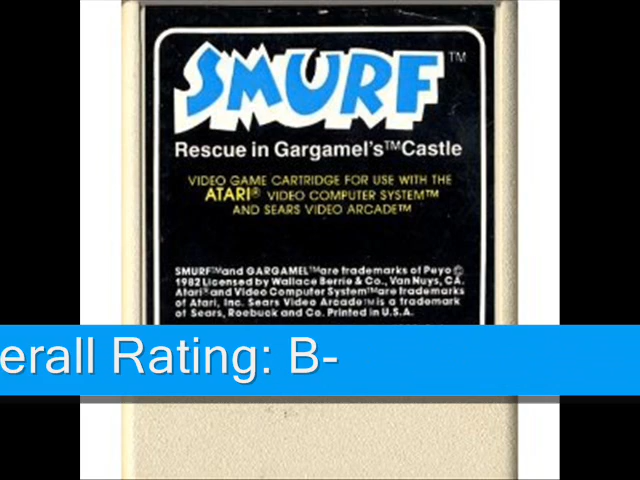 SMURF™
Rescue in Gargamel's™Castle
VIDEO GAME CARTRIDGE FOR USE WITH THE
ATARI® VIDEO COMPUTER SYSTEM™
AND SEARS VIDEO ARCADE™
SMURF™and GARGAMEL™are trademarks of Peyo ©
1982 Licensed by Wallace Berrie & Co., Van Nuys, CA.
Atari® and Video Computer System™are trademarks
of Atari, Inc. Sears Video Arcade™is a trademark
of Sears, Roebuck and Co. Printed in U.S.A.
erall Rating: B-